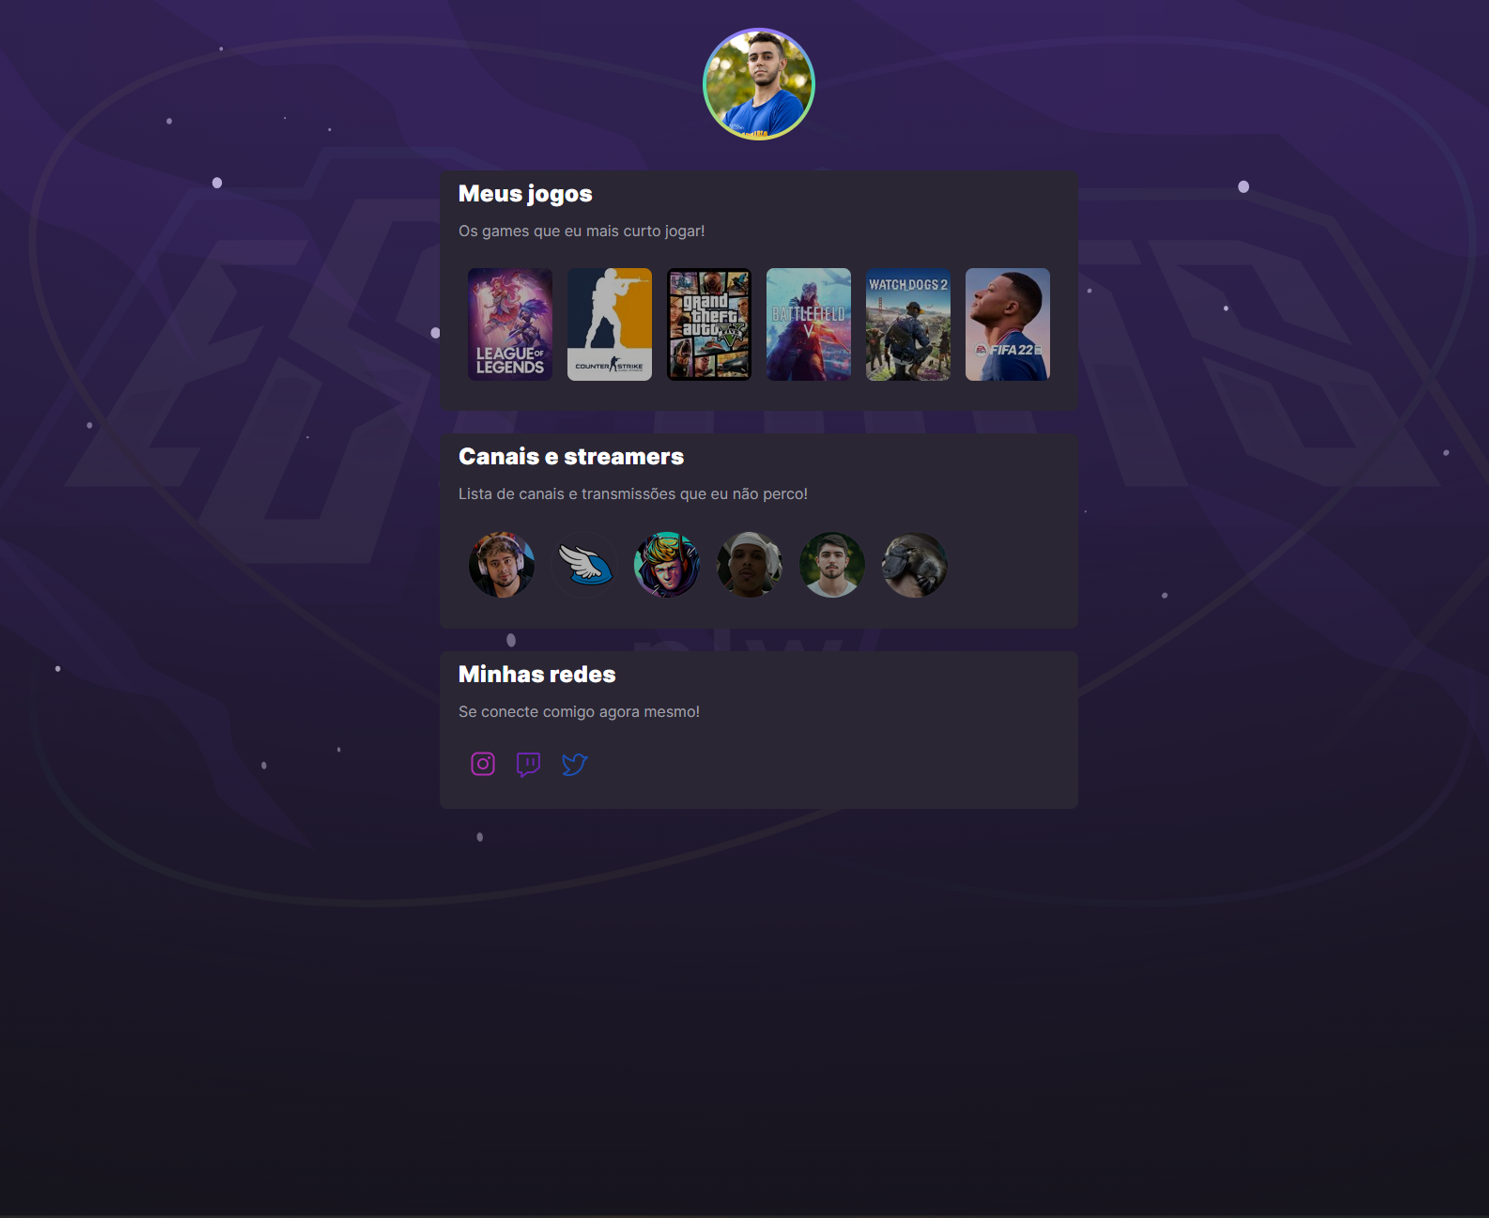 Meus jogos
Os games que eu mais curto jogar!
LEAGUE OF
LEGENDS
COUNTER STRIKE
grand
theft
auto
V
BATTLEFIELD
V
WATCH DOGS 2
FIFA 22
Canais e streamers
Lista de canais e transmissões que eu não perco!
Minhas redes
Se conecte comigo agora mesmo!